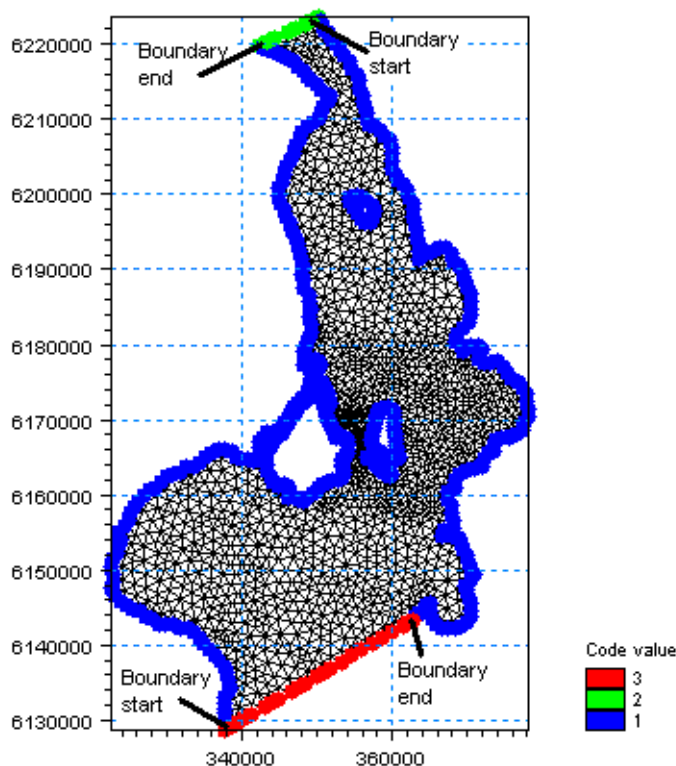 6220000
Boundary
end
Boundary
start
6210000
6200000
6190000
6180000
6170000
6160000
6150000
6140000
6130000
Boundary
start
Boundary
end
340000
360000
Code value
3
2
1